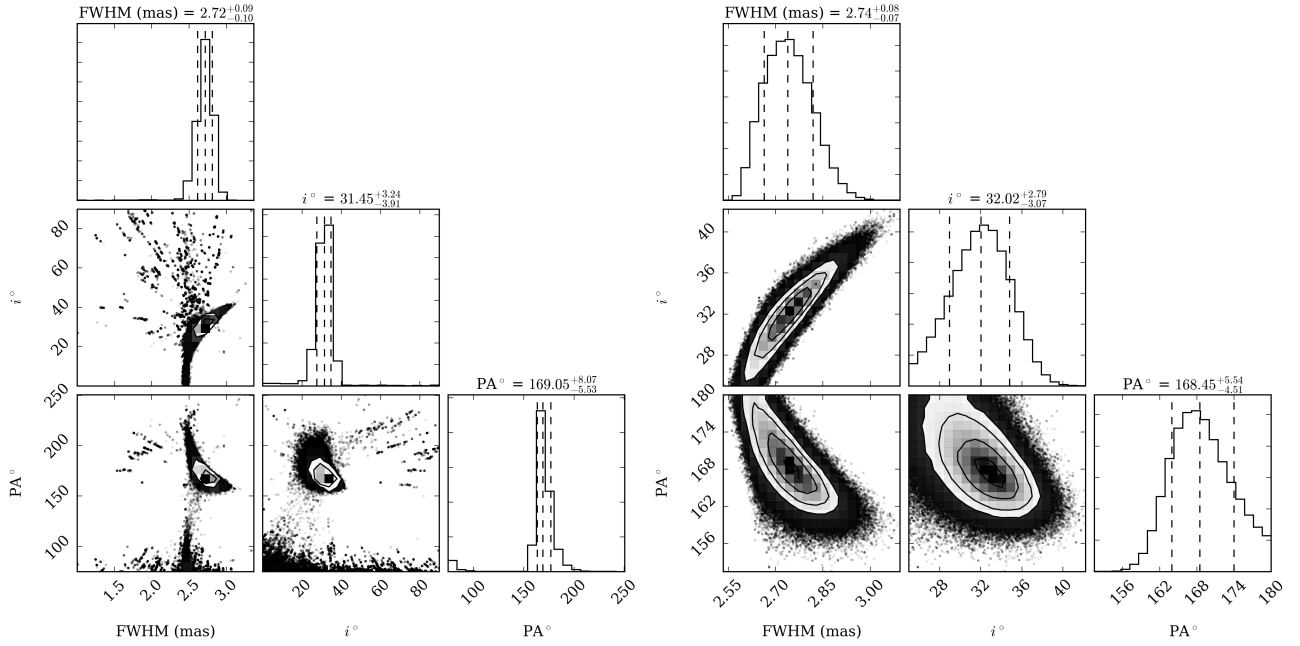 FWHM (mas) = 2.72+0.09−0.10
FWHM (mas) = 2.74+0.08−0.07
i° = 31.45+3.24−3.91
i° = 32.02+2.79−3.07
PA° = 169.05+8.07−5.53
PA° = 168.45+5.54−4.51
i°
80
60
40
20
i°
40
36
32
28
PA°
250
200
150
100
PA°
180
174
168
162
156
1.5 2.0 2.5 3.0
20 40 60 80
100 150 200 250
2.55 2.70 2.85 3.00
28 32 36 40
156 162 168 174 180
FWHM (mas) i° PA°
FWHM (mas) i° PA°